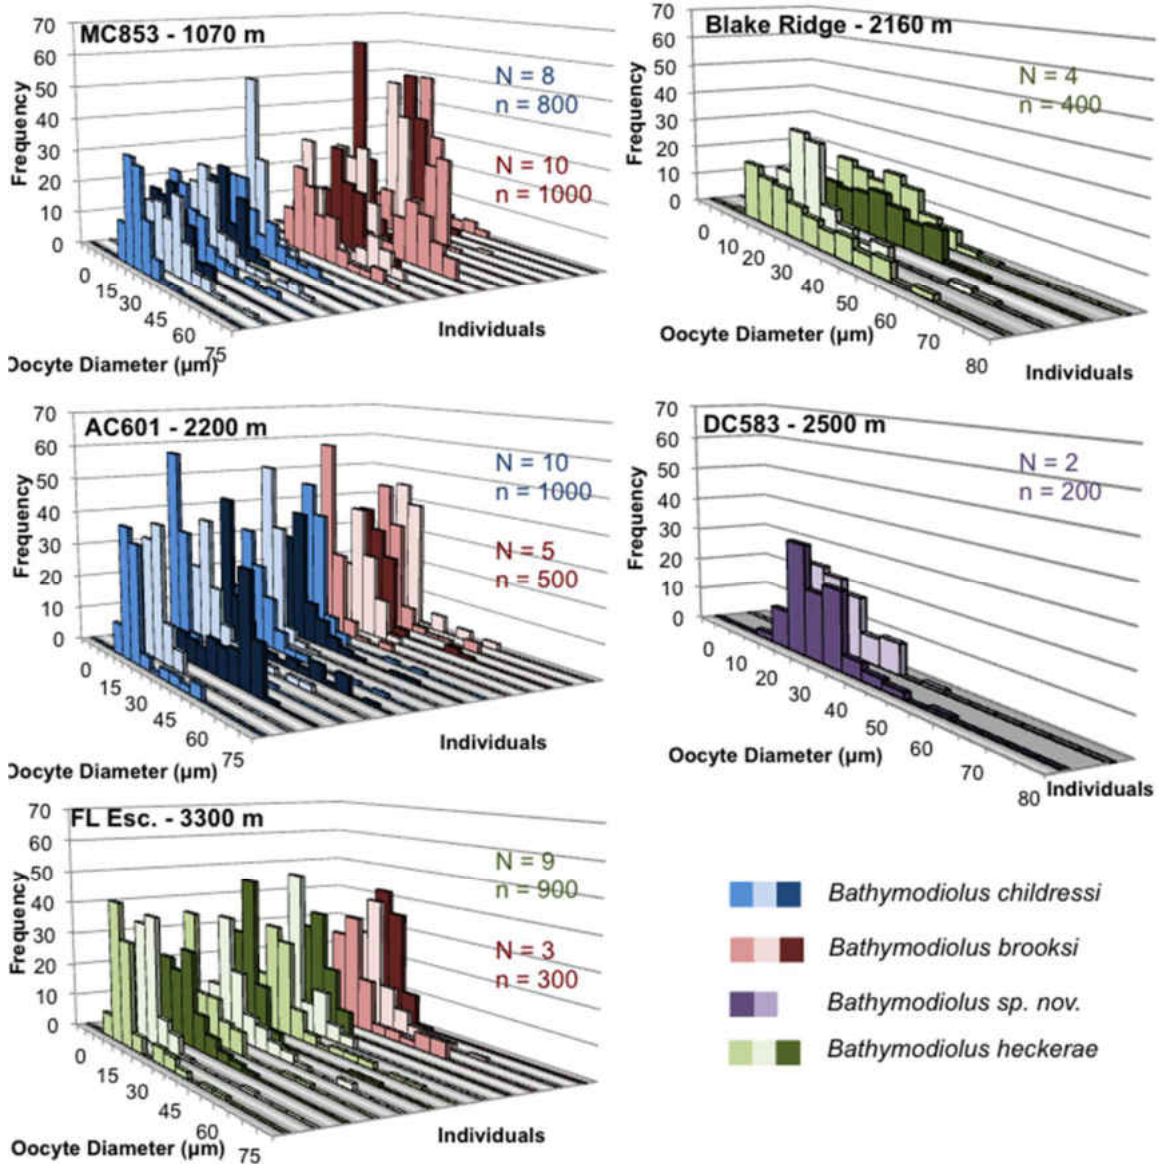 MC853 - 1070 m
Frequency
70
60
50
40
30
20
10
0
N = 8
n = 800
N = 10
n = 1000
0
15
30
45
60
75
Oocyte Diameter (µm)
Individuals
Blake Ridge - 2160 m
Frequency
70
60
50
40
30
20
10
0
N = 4
n = 400
0
10
20
30
40
50
60
70
80
Oocyte Diameter (µm)
Individuals
AC601 - 2200 m
Frequency
70
60
50
40
30
20
10
0
N = 10
n = 1000
N = 5
n = 500
0
15
30
45
60
75
Oocyte Diameter (µm)
Individuals
DC583 - 2500 m
Frequency
70
60
50
40
30
20
10
0
N = 2
n = 200
0
10
20
30
40
50
60
70
80
Oocyte Diameter (µm)
Individuals
FL Esc. - 3300 m
Frequency
70
60
50
40
30
20
10
0
N = 9
n = 900
N = 3
n = 300
0
15
30
45
60
75
Oocyte Diameter (µm)
Individuals
Bathymodiolus childressi
Bathymodiolus brooksi
Bathymodiolus sp. nov.
Bathymodiolus heckerae